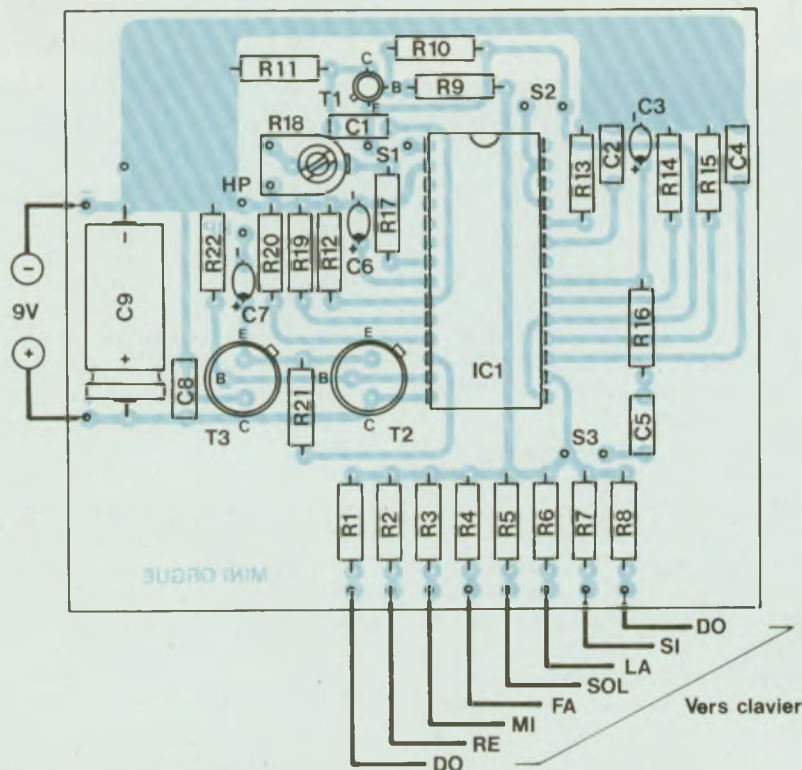 R10
R11
C
T1
B
R9
E
S2
C3
R18
C1
S1
R13
C2
R14
R15
C4
HP
R22
R20
R19
R12
R17
C6
C7
9V
C9
R16
E
E
IC1
B
B
C8
R21
C5
C
C
T3
T2
S3
R1
R2
R3
R4
R5
R6
R7
R8
MINI ORGUE
DO
SI
LA
SOL
FA
Vers clavier
MI
RE
DO